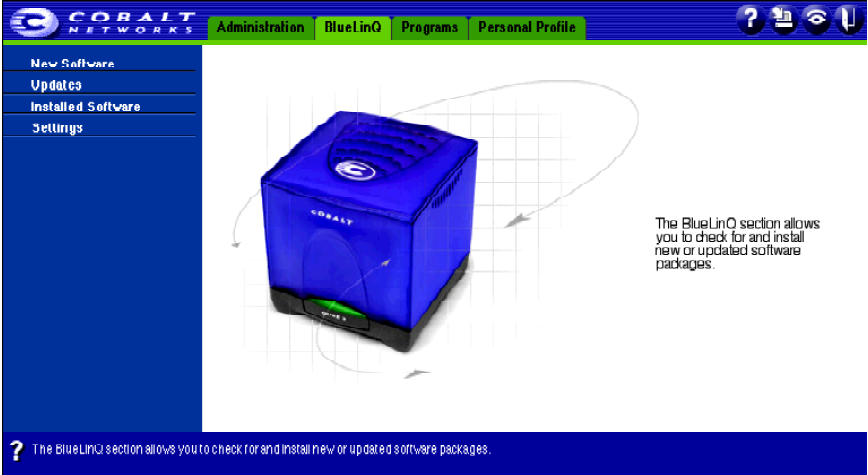 COBALT
NETWORKS
Administration
BlueLinQ
Programs
Personal Profile
New Software
Updates
Installed Software
Settings
COBALT
The BlueLinQ section allows
you to check for and install
new or updated software
packages.
? The BlueLinQ section allows you to check for and install new or updated software packages.